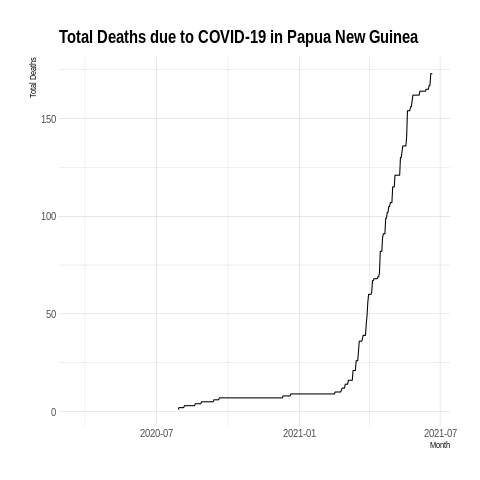 Total Deaths due to COVID-19 in Papua New Guinea
Total Deaths
150
100
50
0
2020-07
2021-01
2021-07
Month